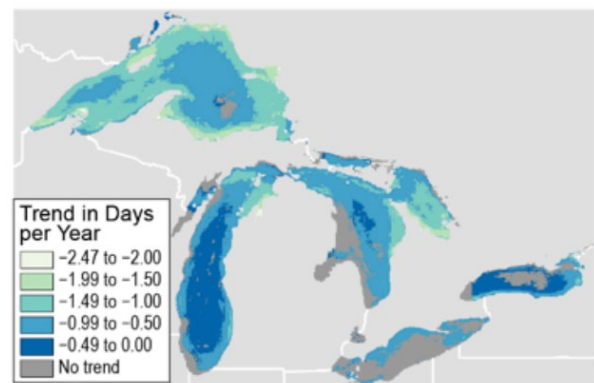 Trend in Days
per Year
−2.47 to −2.00
−1.99 to −1.50
−1.49 to −1.00
−0.99 to −0.50
−0.49 to 0.00
No trend